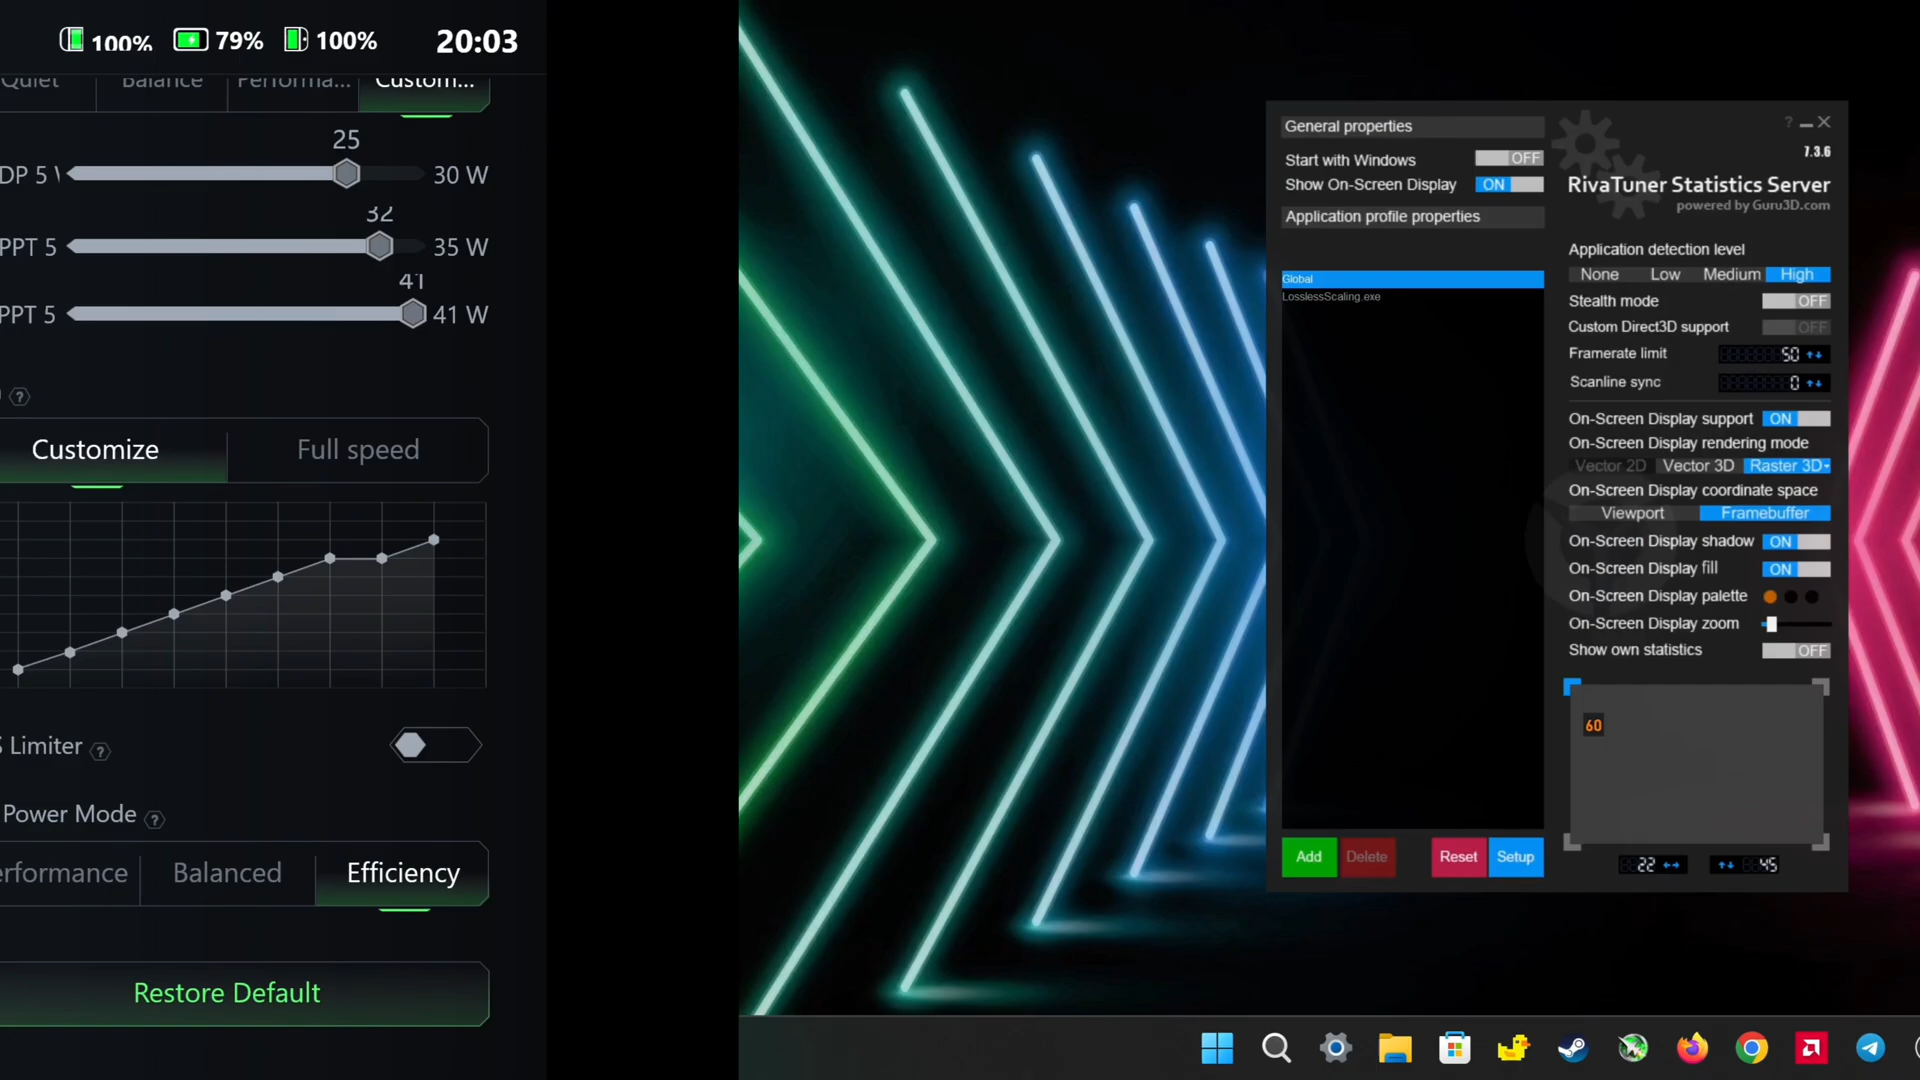 100% 79% 100% 20:03
Quiet Balance Performa... Custom...
25
DP 5 30 W
32
PPT 5 35 W
41
PPT 5 41 W
Customize Full speed
S Limiter ?
Power Mode ?
erformance Balanced Efficiency
Restore Default
General properties
Start with Windows OFF
Show On-Screen Display ON
Application profile properties
Global
LosslessScaling.exe
Add Delete Reset Setup
? 
7.3.6
RivaTuner Statistics Server
powered by Guru3D.com
Application detection level
None Low Medium High
Stealth mode OFF
Custom Direct3D support OFF
Framerate limit 50
Scanline sync 0
On-Screen Display support ON
On-Screen Display rendering mode
Vector 2D Vector 3D Raster 3D
On-Screen Display coordinate space
Viewport Framebuffer
On-Screen Display shadow ON
On-Screen Display fill ON
On-Screen Display palette
On-Screen Display zoom
Show own statistics OFF
60
22 45